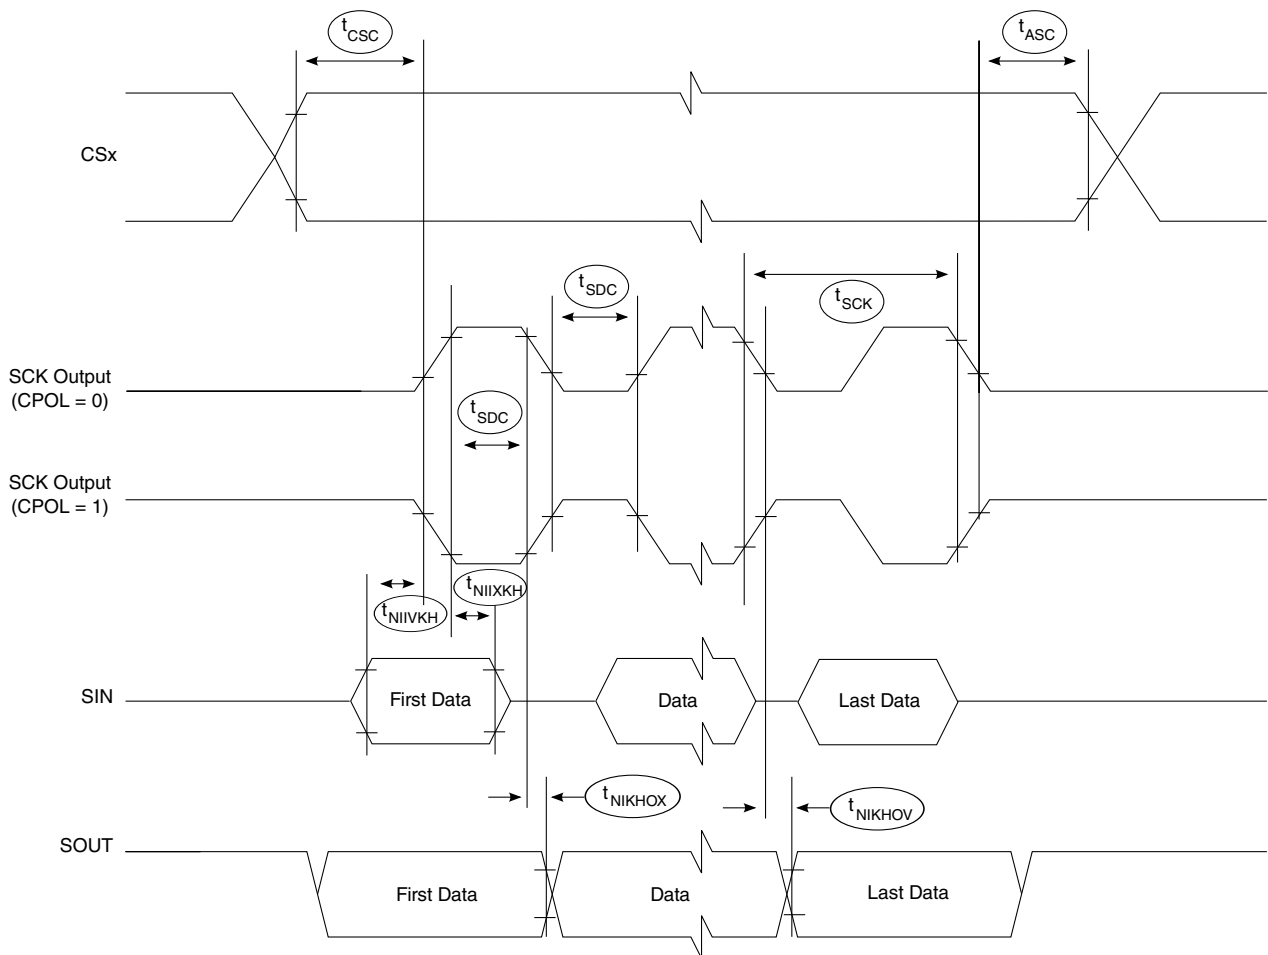 tCSC
tASC
CSx
tSDC
tSCK
SCK Output
(CPOL = 0)
tSDC
SCK Output
(CPOL = 1)
tNIIVKH
tNIIXKH
SIN
First Data
Data
Last Data
tNIKHOX
tNIKHOV
SOUT
First Data
Data
Last Data